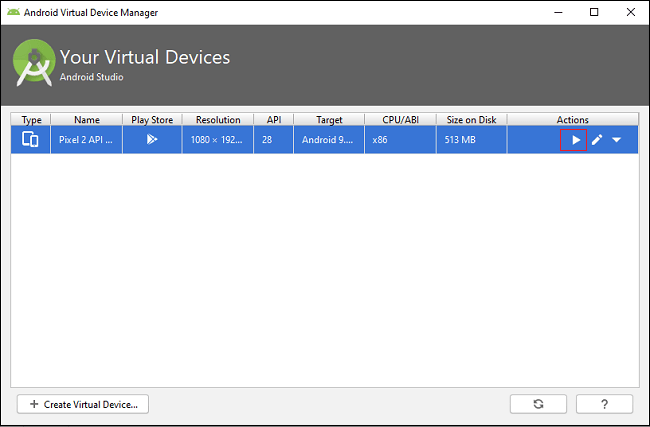 Android Virtual Device Manager
Your Virtual Devices
Android Studio
Type Name Play Store Resolution API Target CPU/ABI Size on Disk Actions
Pixel 2 API ... 1080 × 192... 28 Android 9.... x86 513 MB
+ Create Virtual Device... ?